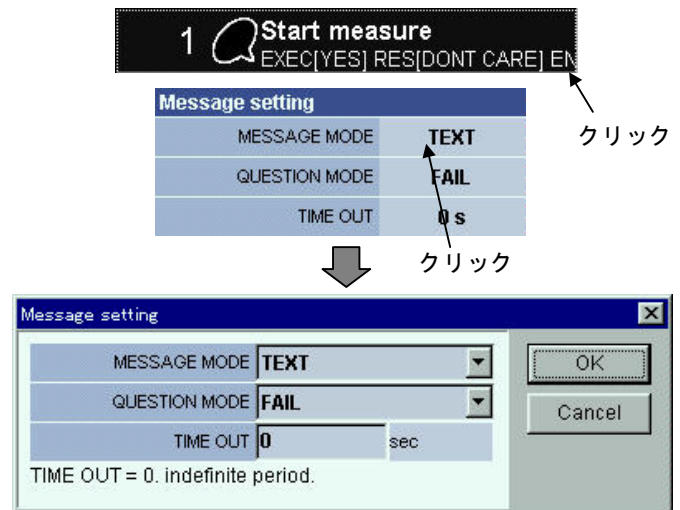 1 Start measure
EXEC[YES] RES[DONT CARE] EN
クリック
Message setting
MESSAGE MODE TEXT
QUESTION MODE FAIL
TIME OUT 0 s
クリック
Message setting
MESSAGE MODE TEXT
OK
QUESTION MODE FAIL
Cancel
TIME OUT 0 sec
TIME OUT = 0. indefinite period.